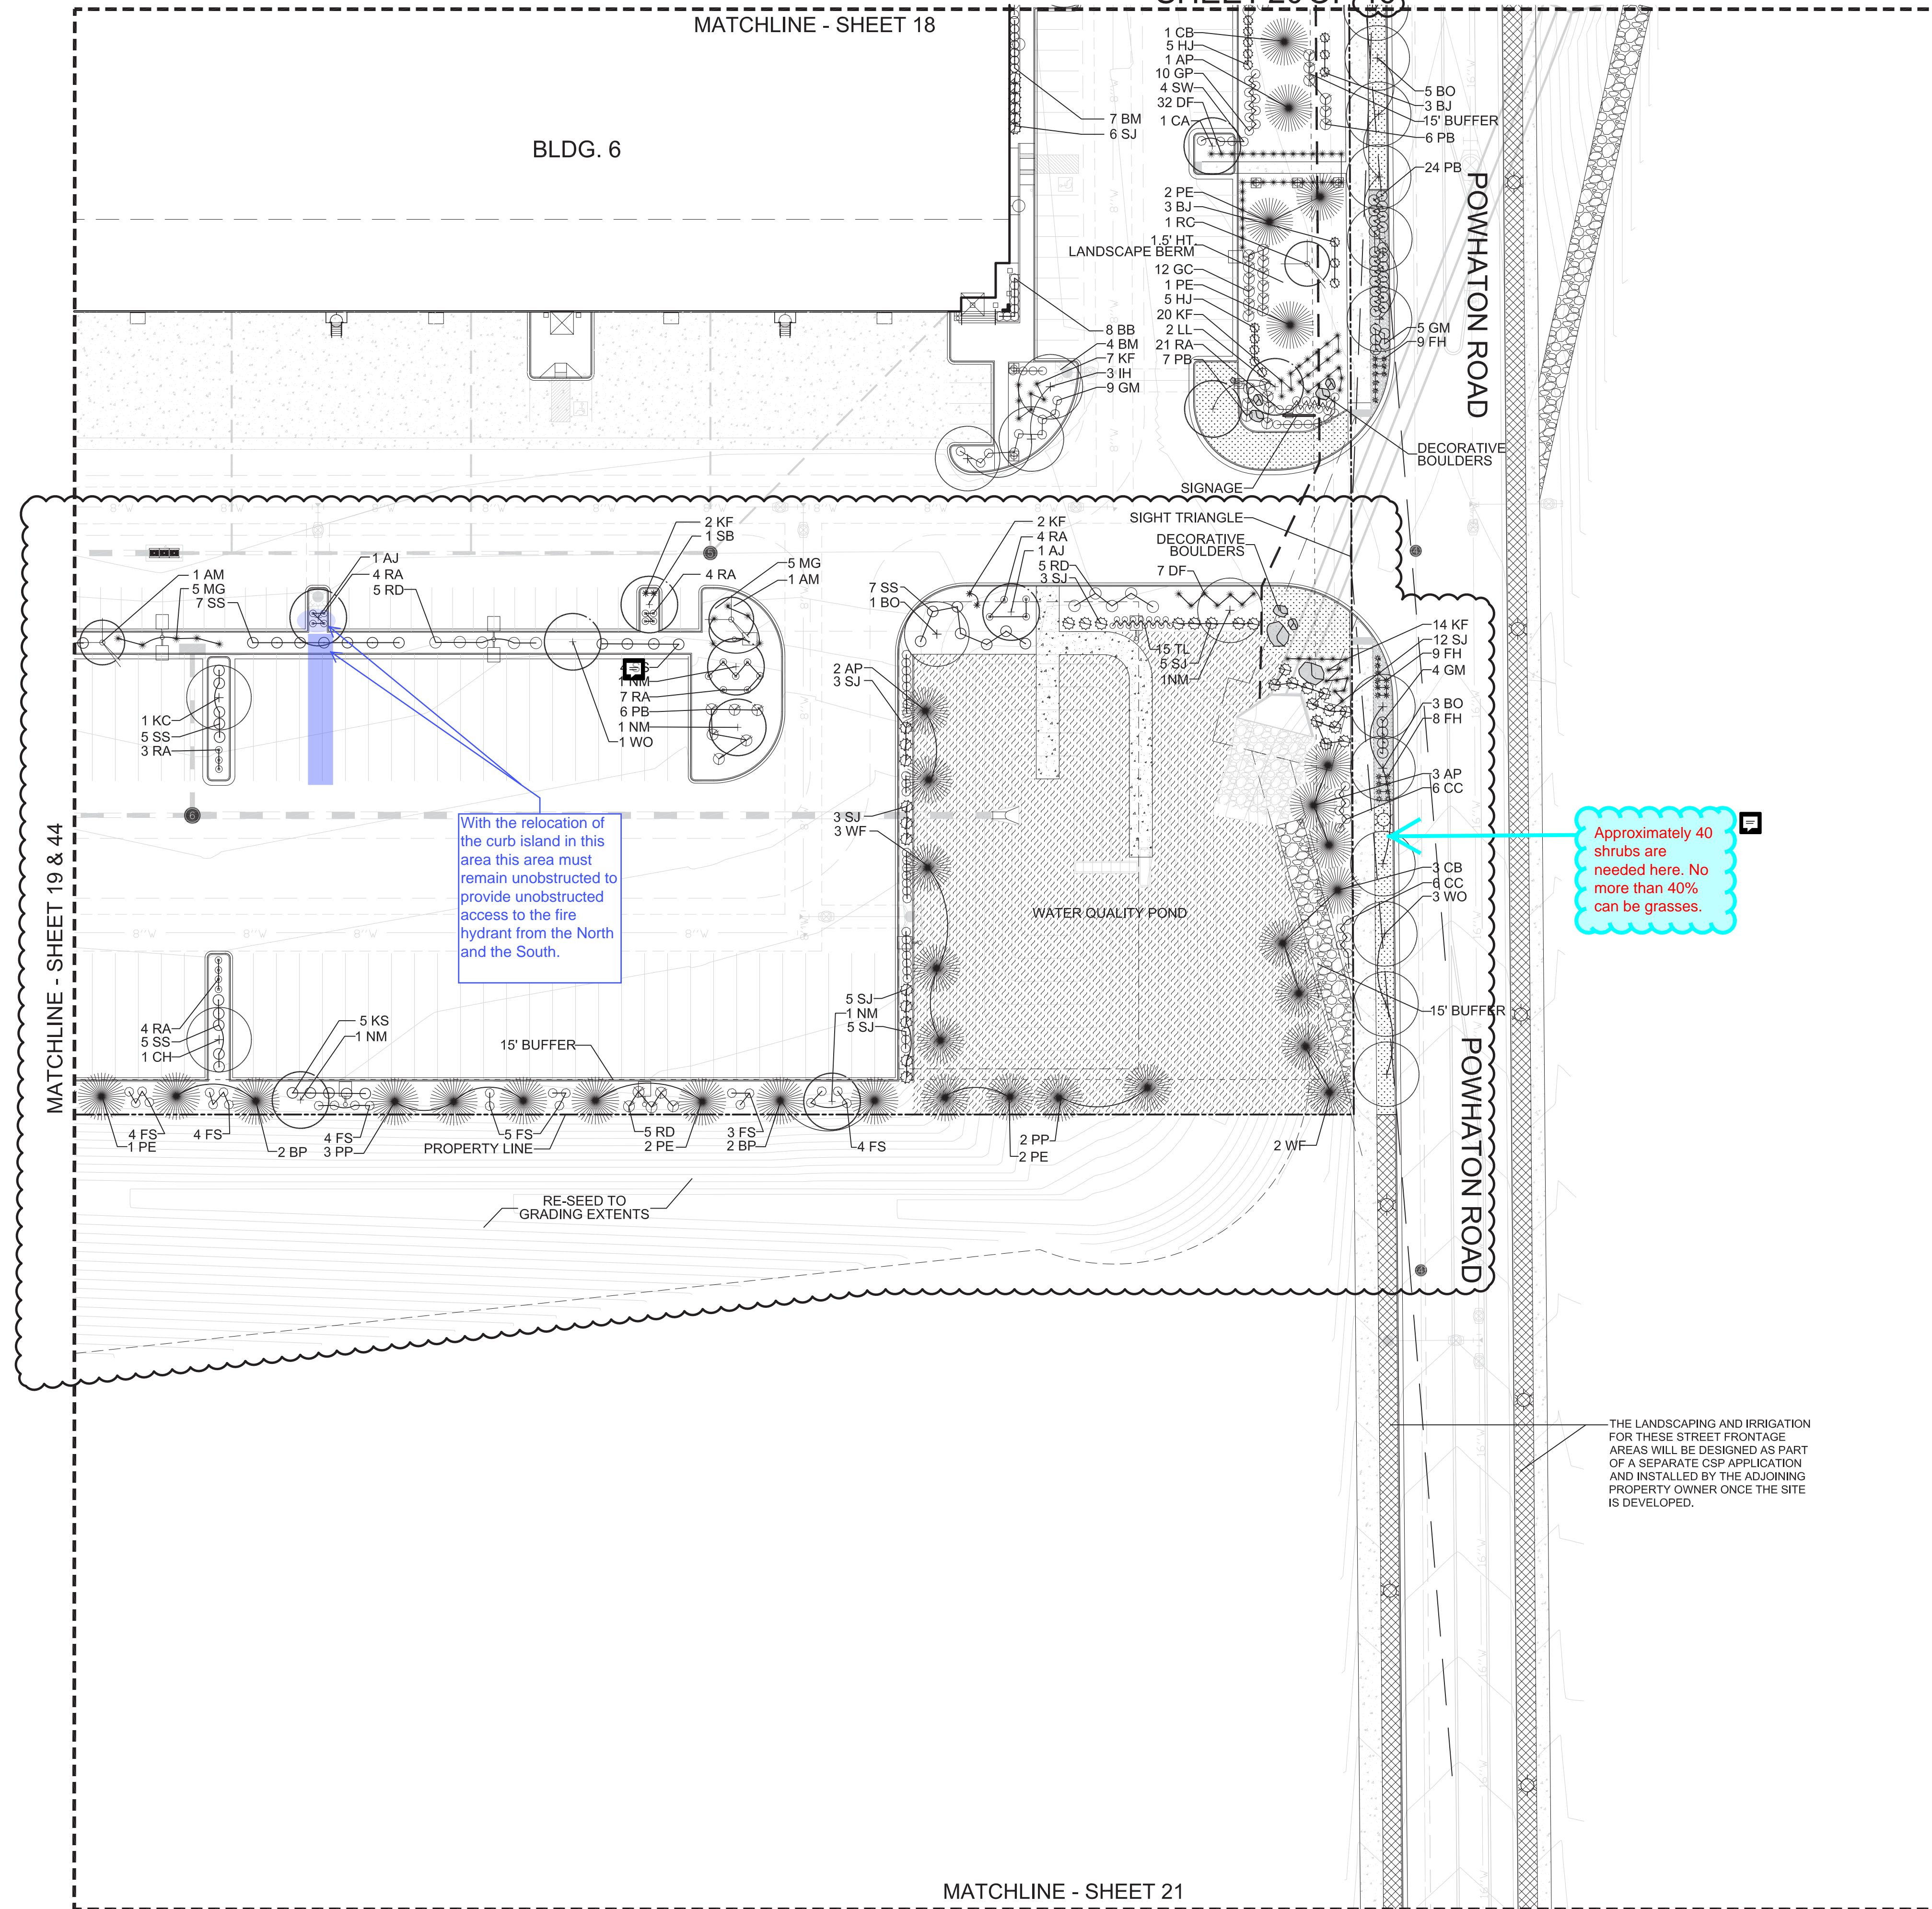 MATCHLINE - SHEET 18
BLDG. 6
7 BM
6 SJ
1 CB
5 HJ
1 AP
10 GP
4 SW
32 DF
1 CA
5 BO
3 BJ
15' BUFFER
6 PB
24 PB
POWHATON ROAD
2 PE
3 BJ
1 RC
1.5' HT.
LANDSCAPE BERM
12 GC
1 PE
5 HJ
20 KF
2 LL
21 RA
7 PB
8 BB
4 BM
7 KF
3 IH
9 GM
5 GM
9 FH
DECORATIVE
BOULDERS
SIGNAGE
SIGHT TRIANGLE
DECORATIVE
BOULDERS
7 DF
8"W 8"W 8"W 8"W 8"W 8"W
1 AM
5 MG
7 SS
1 AJ
4 RA
5 RD
2 KF
1 SB
4 RA
5 MG
1 AM
7 SS
1 BO
2 KF
4 RA
1 AJ
5 RD
3 SJ
15 TL
5 SJ
1NM
14 KF
12 SJ
9 FH
4 GM
3 BO
8 FH
1 NM
7 RA
6 PB
1 NM
1 WO
2 AP
3 SJ
1 KC
5 SS
3 RA
3 AP
6 CC
3 SJ
3 WF
With the relocation of
the curb island in this
area this area must
remain unobstructed to
provide unobstructed
access to the fire
hydrant from the North
and the South.
Approximately 40
shrubs are
needed here. No
more than 40%
can be grasses.
MATCHLINE - SHEET 19 & 44
WATER QUALITY POND
3 CB
6 CC
3 WO
8"W 8"W 8"W 8"W 8"W
4 RA
5 SS
1 CH
5 KS
1 NM
15' BUFFER
5 SJ
1 NM
5 SJ
15' BUFFER
POWHATON ROAD
4 FS
1 PE
4 FS
2 BP
4 FS
3 PP
5 FS
PROPERTY LINE
5 RD
2 PE
3 FS
2 BP
4 FS
2 PP
2 PE
2 WF
RE-SEED TO
GRADING EXTENTS
THE LANDSCAPING AND IRRIGATION
FOR THESE STREET FRONTAGE
AREAS WILL BE DESIGNED AS PART
OF A SEPARATE CSP APPLICATION
AND INSTALLED BY THE ADJOINING
PROPERTY OWNER ONCE THE SITE
IS DEVELOPED.
MATCHLINE - SHEET 21